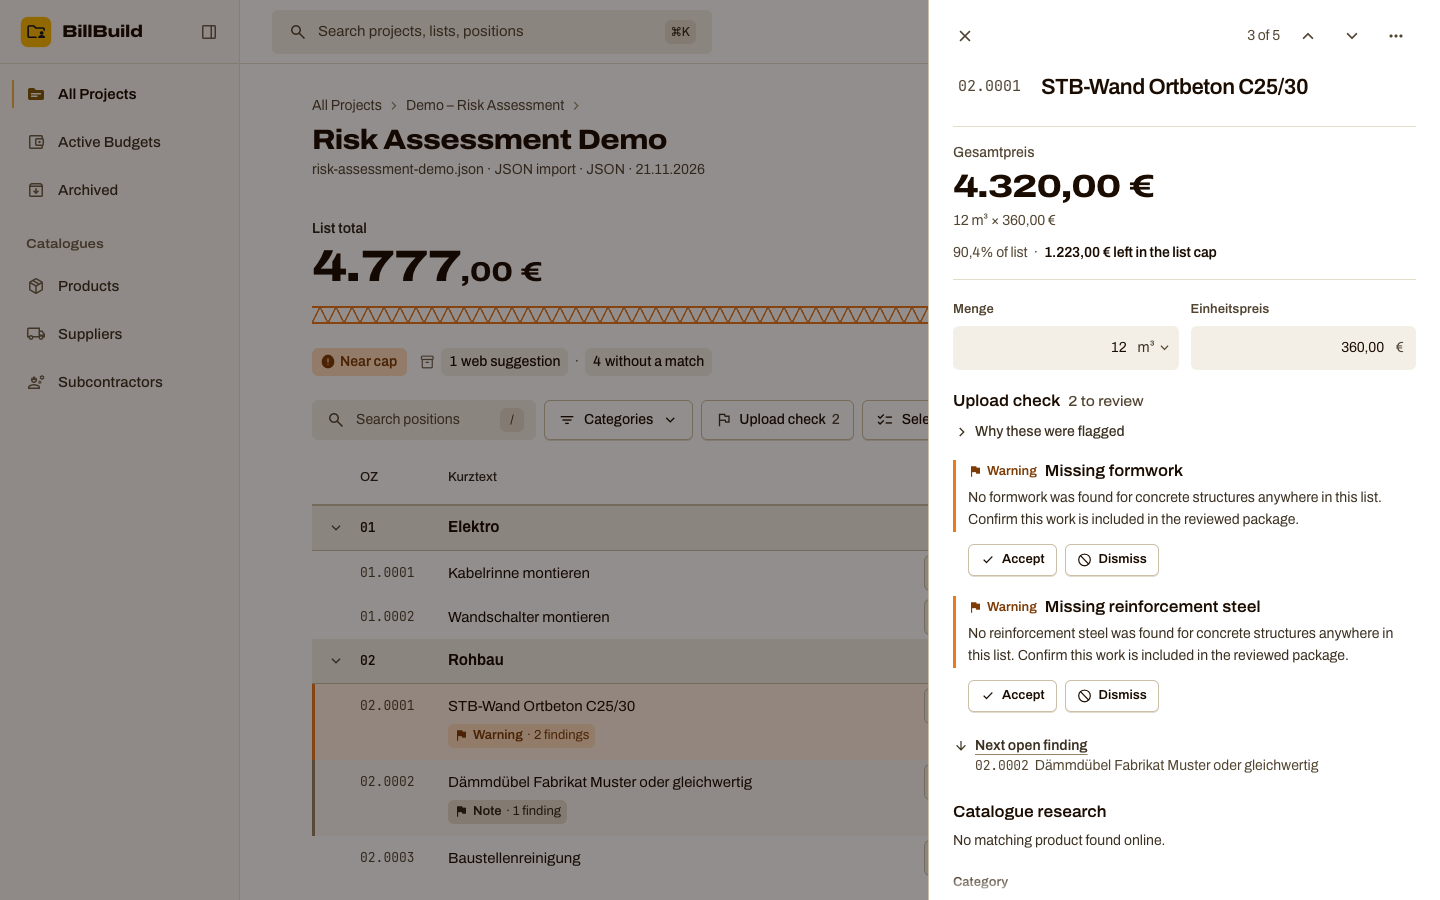 BillBuild
Search projects, lists, positions
⌘K
All Projects
Active Budgets
Archived
Catalogues
Products
Suppliers
Subcontractors
All Projects > Demo – Risk Assessment >
Risk Assessment Demo
risk-assessment-demo.json · JSON import · JSON · 21.11.2026
List total
4.777,00 €
Near cap
1 web suggestion · 4 without a match
Search positions /
Categories
Upload check 2
Sele
OZ Kurztext
01 Elektro
01.0001 Kabelrinne montieren
01.0002 Wandschalter montieren
02 Rohbau
02.0001 STB-Wand Ortbeton C25/30
Warning · 2 findings
02.0002 Dämmdübel Fabrikat Muster oder gleichwertig
Note · 1 finding
02.0003 Baustellenreinigung
3 of 5
02.0001 STB-Wand Ortbeton C25/30
Gesamtpreis
4.320,00 €
12 m³ × 360,00 €
90,4% of list · 1.223,00 € left in the list cap
Menge Einheitspreis
12 m³ 360,00 €
Upload check 2 to review
Why these were flagged
Warning Missing formwork
No formwork was found for concrete structures anywhere in this list.
Confirm this work is included in the reviewed package.
Accept Dismiss
Warning Missing reinforcement steel
No reinforcement steel was found for concrete structures anywhere in
this list. Confirm this work is included in the reviewed package.
Accept Dismiss
Next open finding
02.0002 Dämmdübel Fabrikat Muster oder gleichwertig
Catalogue research
No matching product found online.
Category